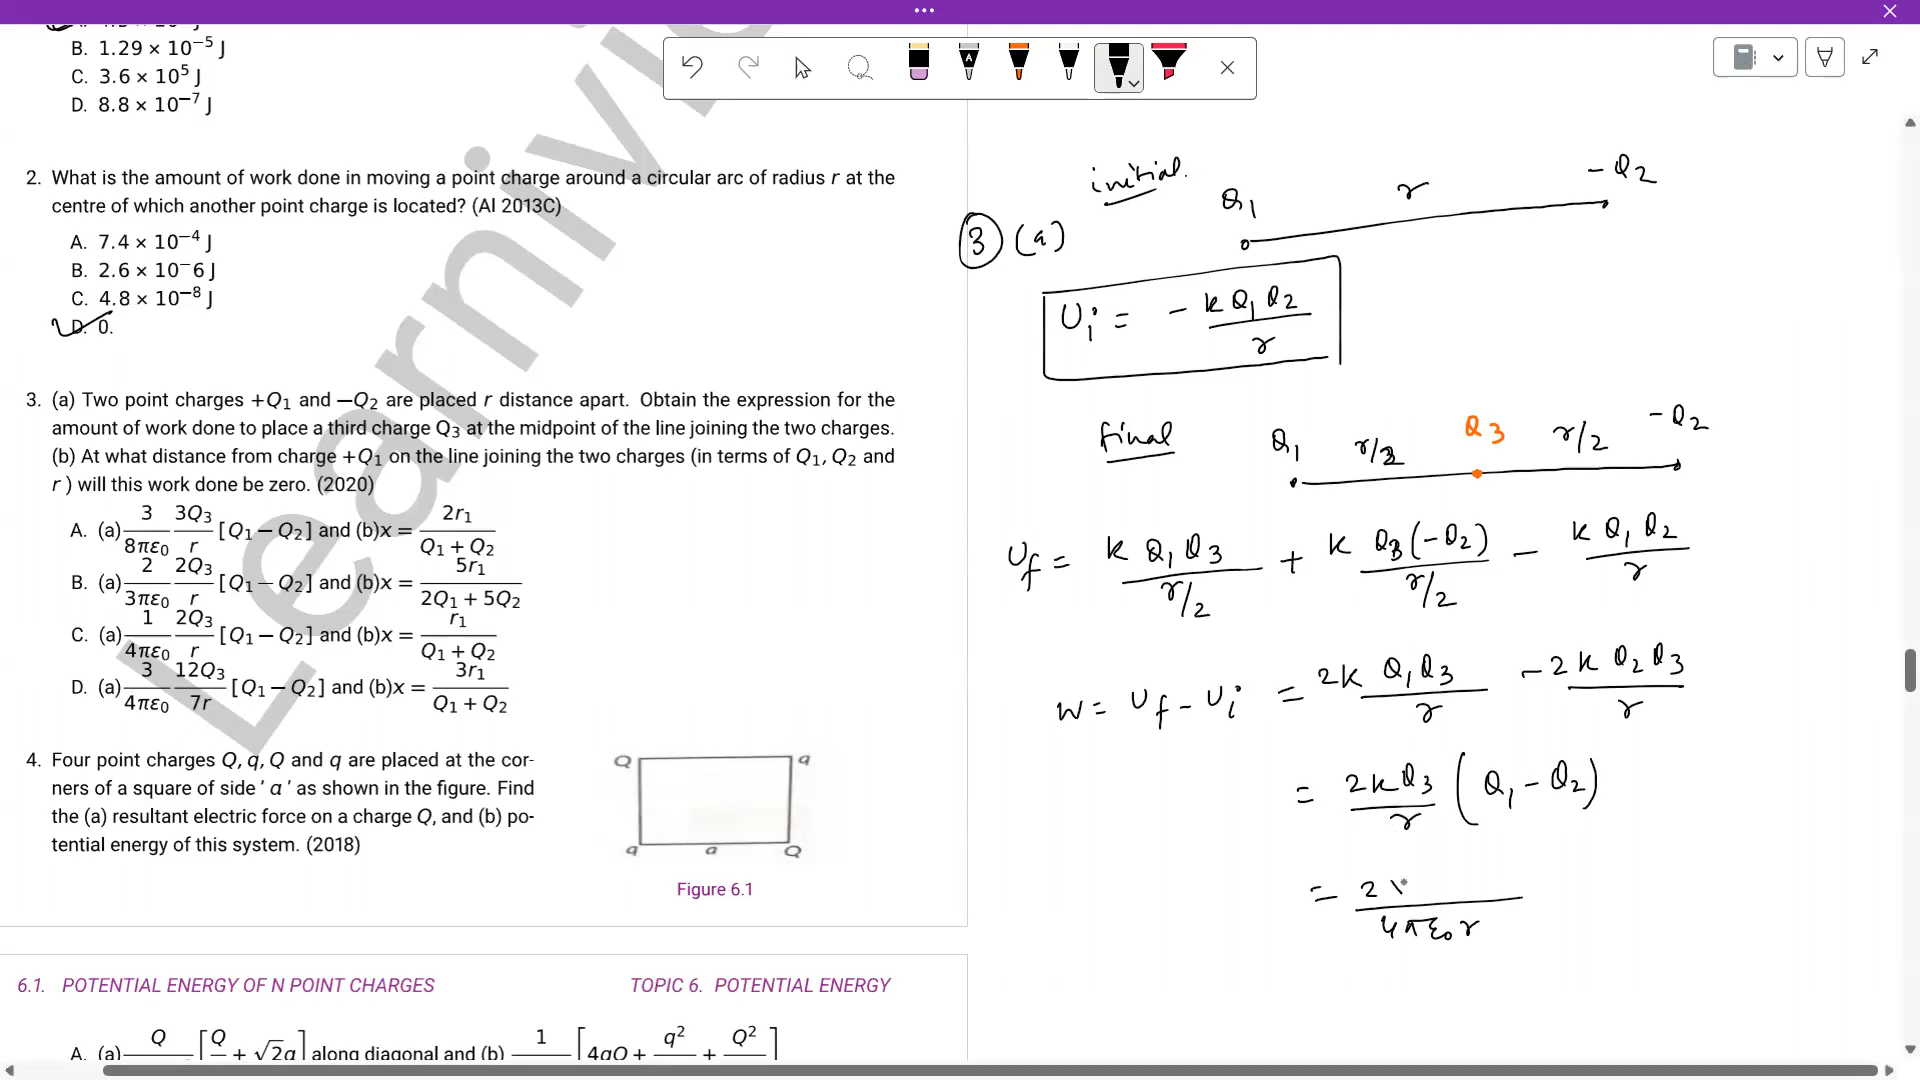 B. 1.29 × 10⁻⁵ J
C. 3.6 × 10⁵ J
D. 8.8 × 10⁻⁷ J
2. What is the amount of work done in moving a point charge around a circular arc of radius r at the
centre of which another point charge is located? (AI 2013C)
A. 7.4 × 10⁻⁴ J
B. 2.6 × 10⁻6 J
C. 4.8 × 10⁻⁸ J
D. 0.
3. (a) Two point charges +Q₁ and −Q₂ are placed r distance apart. Obtain the expression for the
amount of work done to place a third charge Q₃ at the midpoint of the line joining the two charges.
(b) At what distance from charge +Q₁ on the line joining the two charges (in terms of Q₁, Q₂ and
r ) will this work done be zero. (2020)
A. (a) 3/8πε₀ 3Q₃/r [Q₁ − Q₂] and (b)x = 2r₁/Q₁ + Q₂
B. (a) 2/3πε₀ 2Q₃/r [Q₁ − Q₂] and (b)x = 5r₁/2Q₁ + 5Q₂
C. (a) 1/4πε₀ 2Q₃/r [Q₁ − Q₂] and (b)x = r₁/Q₁ + Q₂
D. (a) 3/4πε₀ 12Q₃/7r [Q₁ − Q₂] and (b)x = 3r₁/Q₁ + Q₂
4. Four point charges Q, q, Q and q are placed at the cor-
ners of a square of side ' a ' as shown in the figure. Find
the (a) resultant electric force on a charge Q, and (b) po-
tential energy of this system. (2018)
Q q
q a Q
Figure 6.1
6.1. POTENTIAL ENERGY OF N POINT CHARGES TOPIC 6. POTENTIAL ENERGY
along diagonal and (b)
Learnvi
A
initial.
Q₁ r -Q₂
3 (a)
Uᵢ = - k Q₁ Q₂ / r
final
Q₁ r/2 Q₃ r/2 -Q₂
U_f = k Q₁ Q₃ / r/2 + k Q₃(-Q₂) / r/2 - k Q₁ Q₂ / r
W = U_f - Uᵢ = 2k Q₁Q₃ / r - 2k Q₂Q₃ / r
= 2kQ₃ / r (Q₁ - Q₂)
= 2 / 4πε₀r